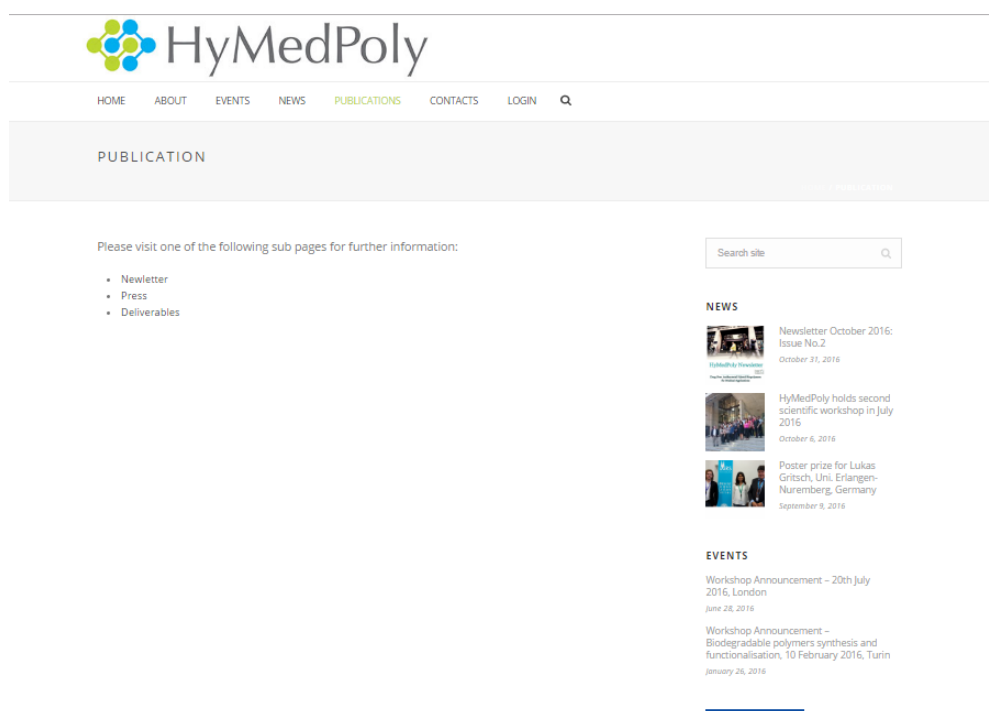 HyMedPoly
HOME ABOUT EVENTS NEWS PUBLICATIONS CONTACTS LOGIN
PUBLICATION
/ PUBLICATION
Please visit one of the following sub pages for further information:
Newletter
Press
Deliverables
Search site
NEWS
Newsletter October 2016:
Issue No.2
October 31, 2016
HyMedPoly Newsletter
HyMedPoly holds second
scientific workshop in July
2016
October 6, 2016
Poster prize for Lukas
Gritsch, Uni. Erlangen-
Nuremberg, Germany
September 9, 2016
EVENTS
Workshop Announcement – 20th July
2016, London
June 28, 2016
Workshop Announcement –
Biodegradable polymers synthesis and
functionalisation, 10 February 2016, Turin
January 26, 2016